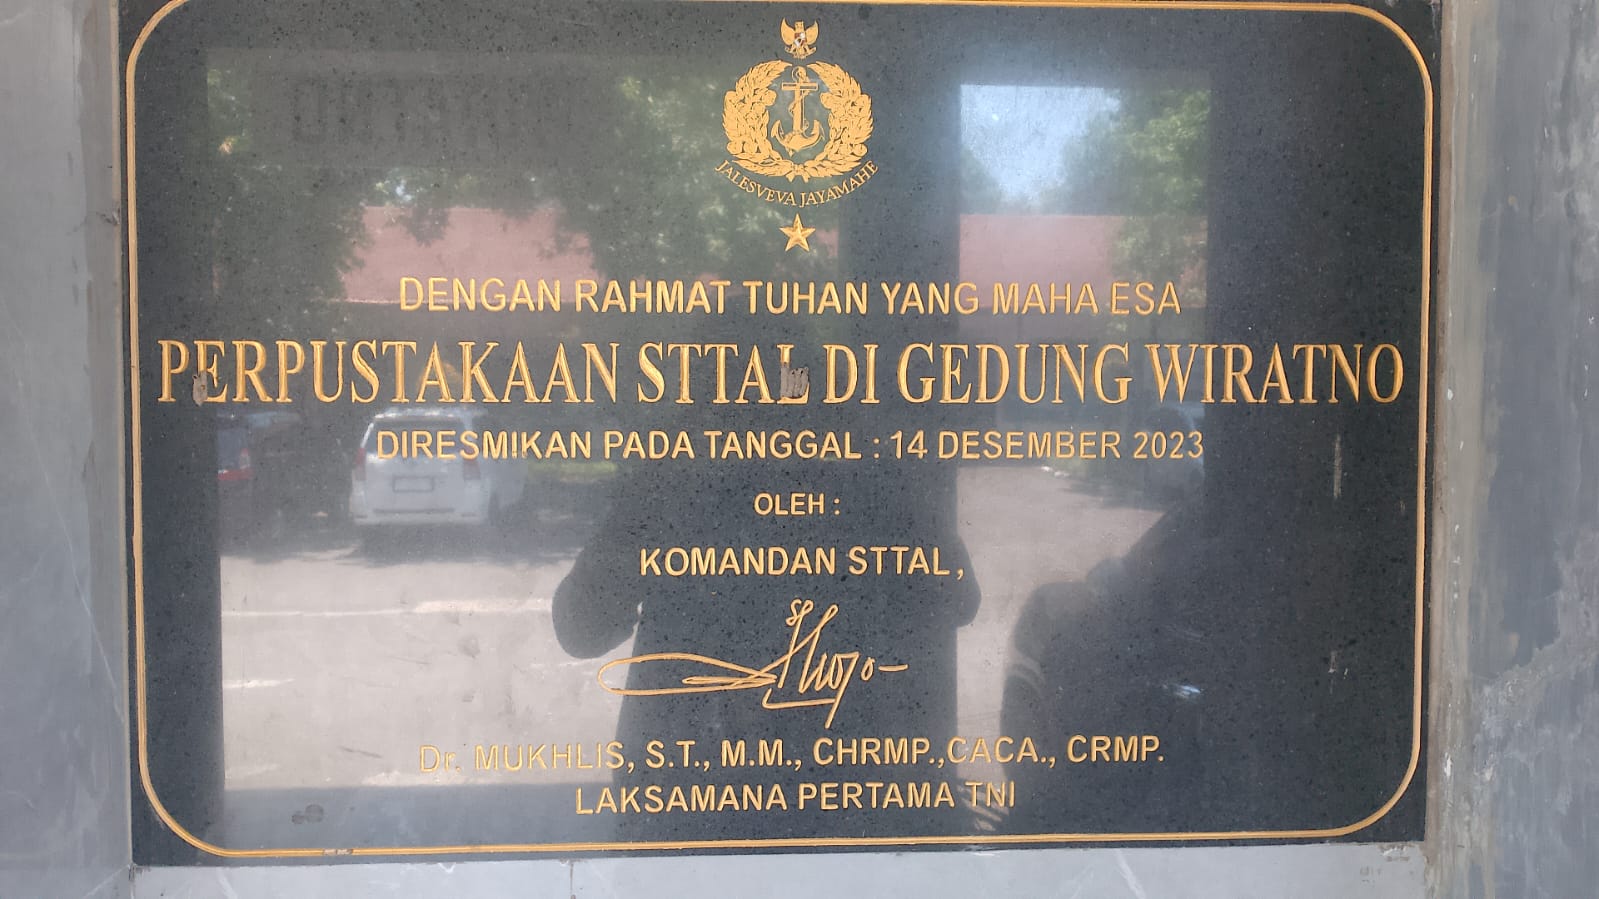 JALESVEVA JAYAMAHE
DENGAN RAHMAT TUHAN YANG MAHA ESA
PERPUSTAKAAN STTAL DI GEDUNG WIRATNO
DIRESMIKAN PADA TANGGAL : 14 DESEMBER 2023
OLEH :
KOMANDAN STTAL,
Dr. MUKHLIS, S.T., M.M., CHRMP.,CACA., CRMP.
LAKSAMANA PERTAMA TNI